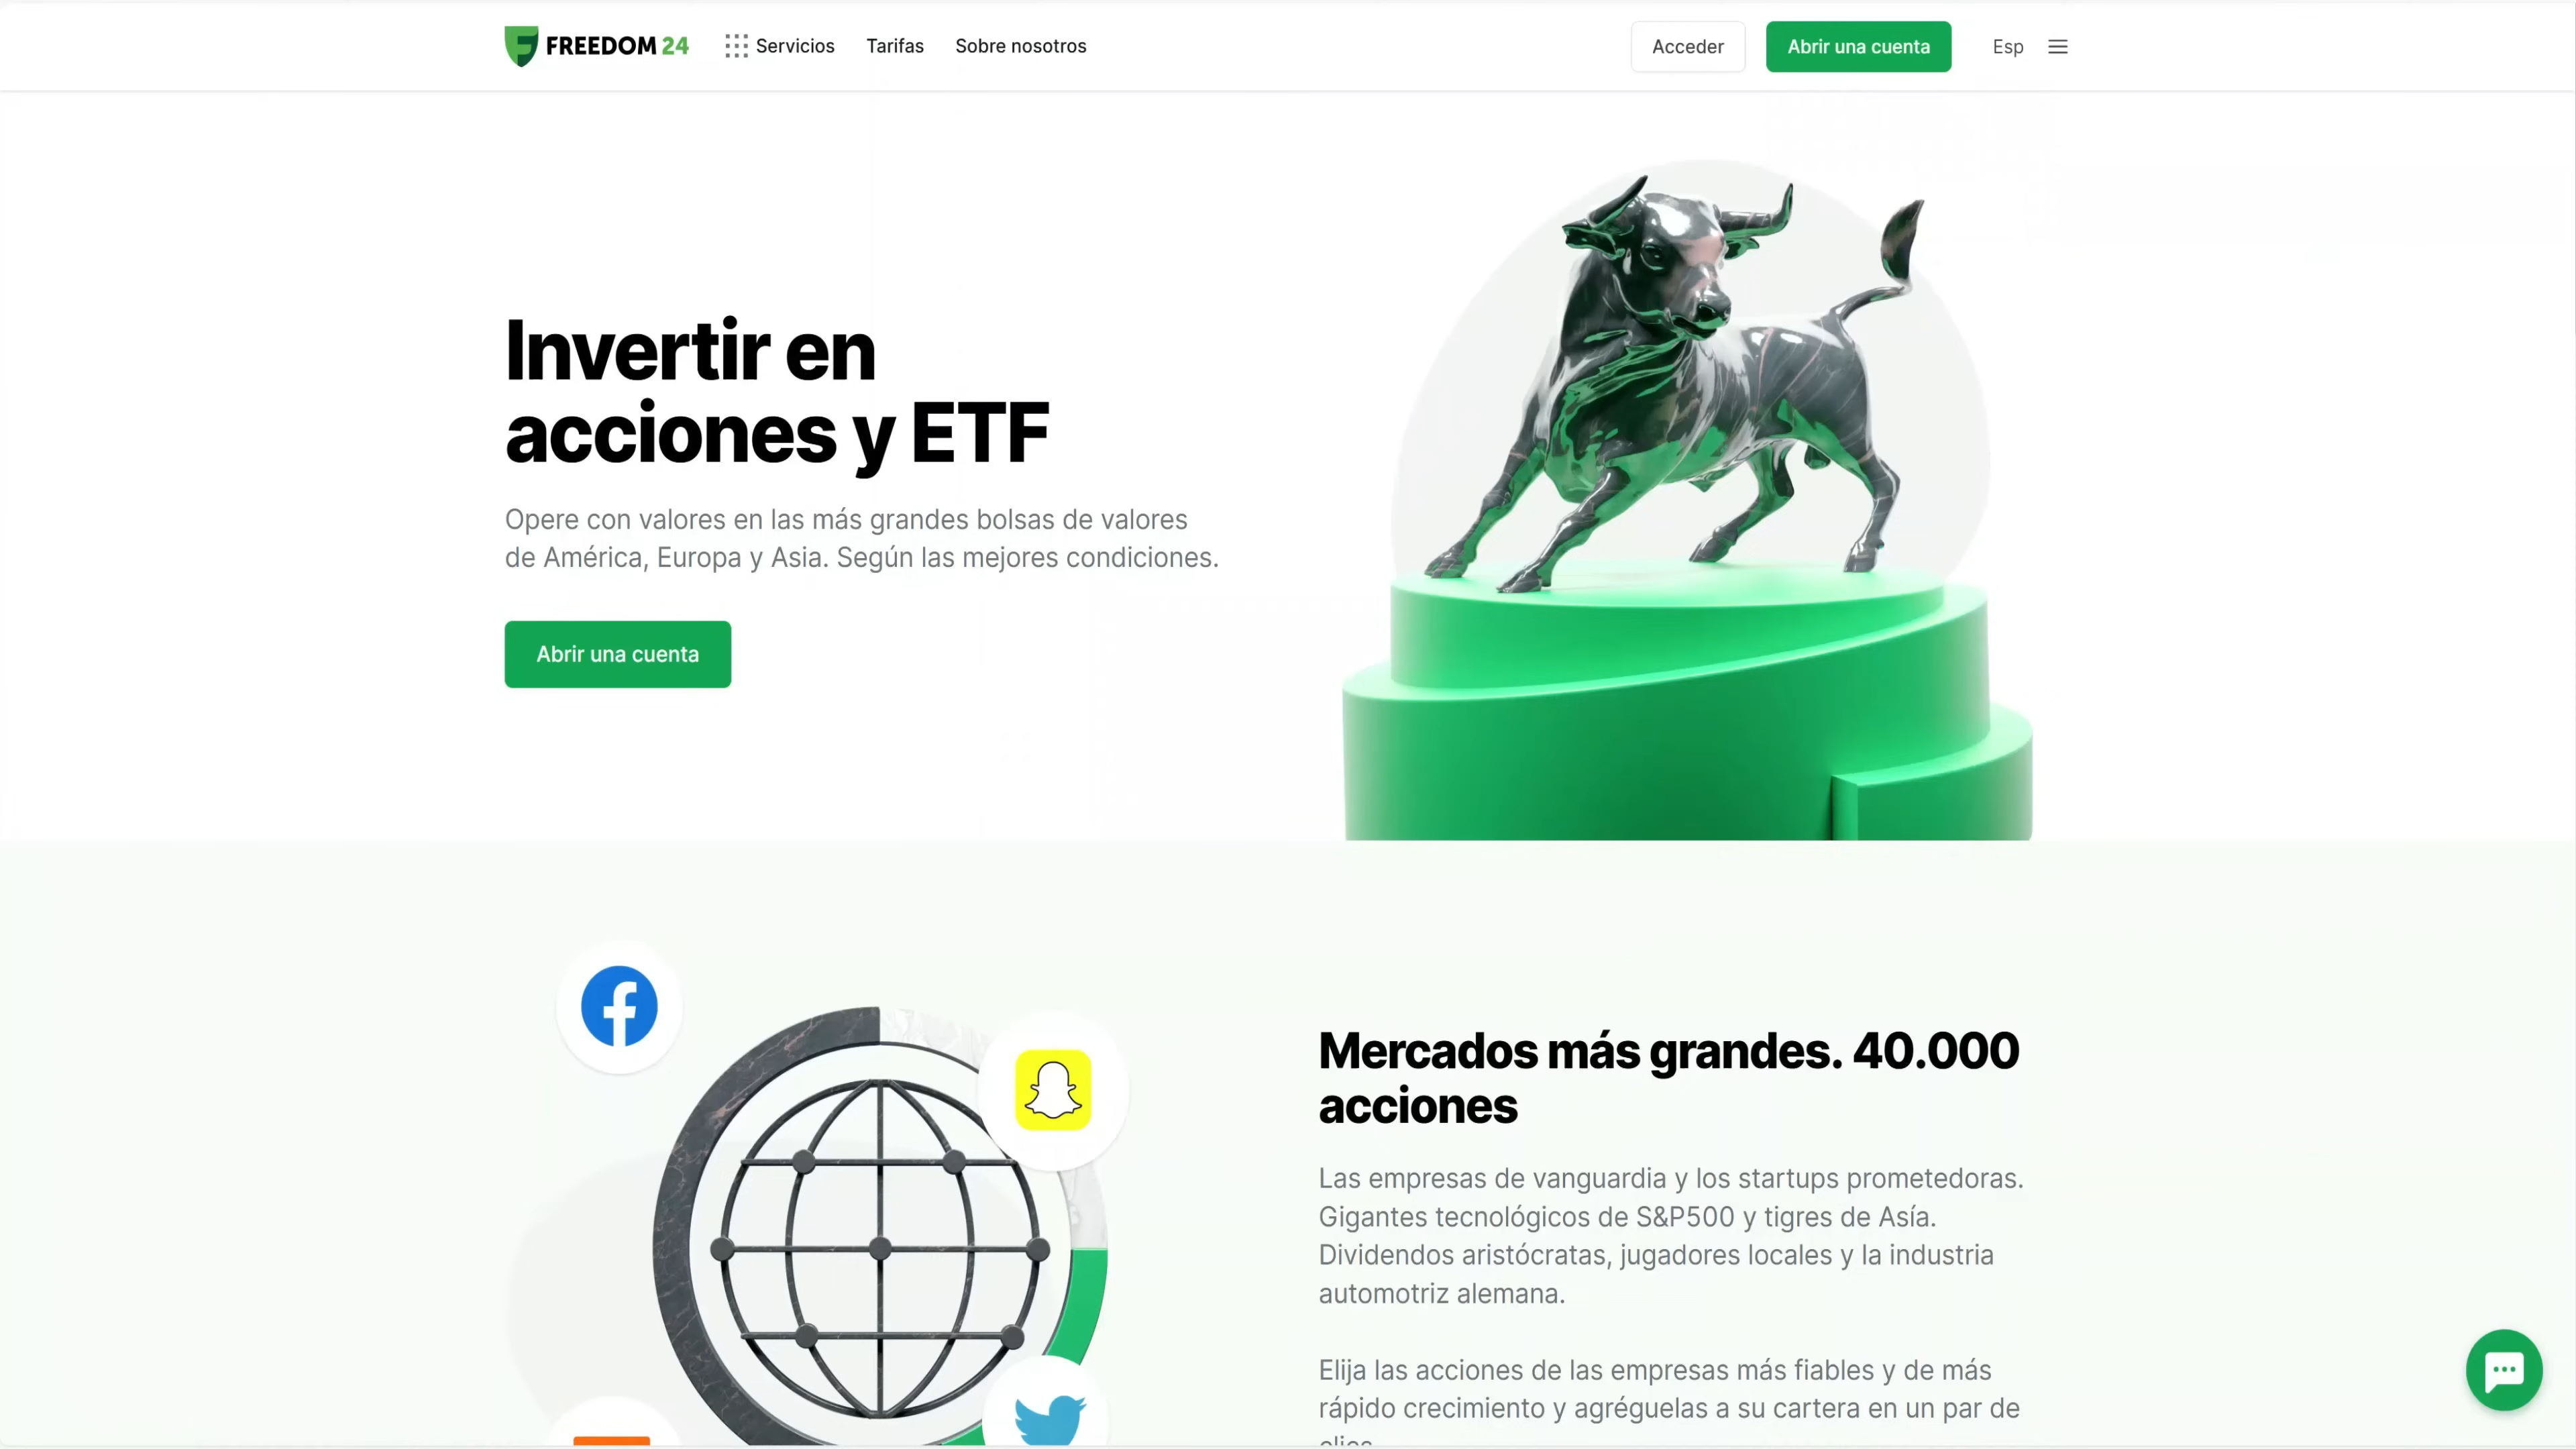 FREEDOM 24
Servicios
Tarifas
Sobre nosotros
Acceder
Abrir una cuenta
Esp
Invertir en
acciones y ETF
Opere con valores en las más grandes bolsas de valores
de América, Europa y Asia. Según las mejores condiciones.
Abrir una cuenta
Mercados más grandes. 40.000
acciones
Las empresas de vanguardia y los startups prometedoras.
Gigantes tecnológicos de S&P500 y tigres de Asía.
Dividendos aristócratas, jugadores locales y la industria
automotriz alemana.
Elija las acciones de las empresas más fiables y de más
rápido crecimiento y agréguelas a su cartera en un par de